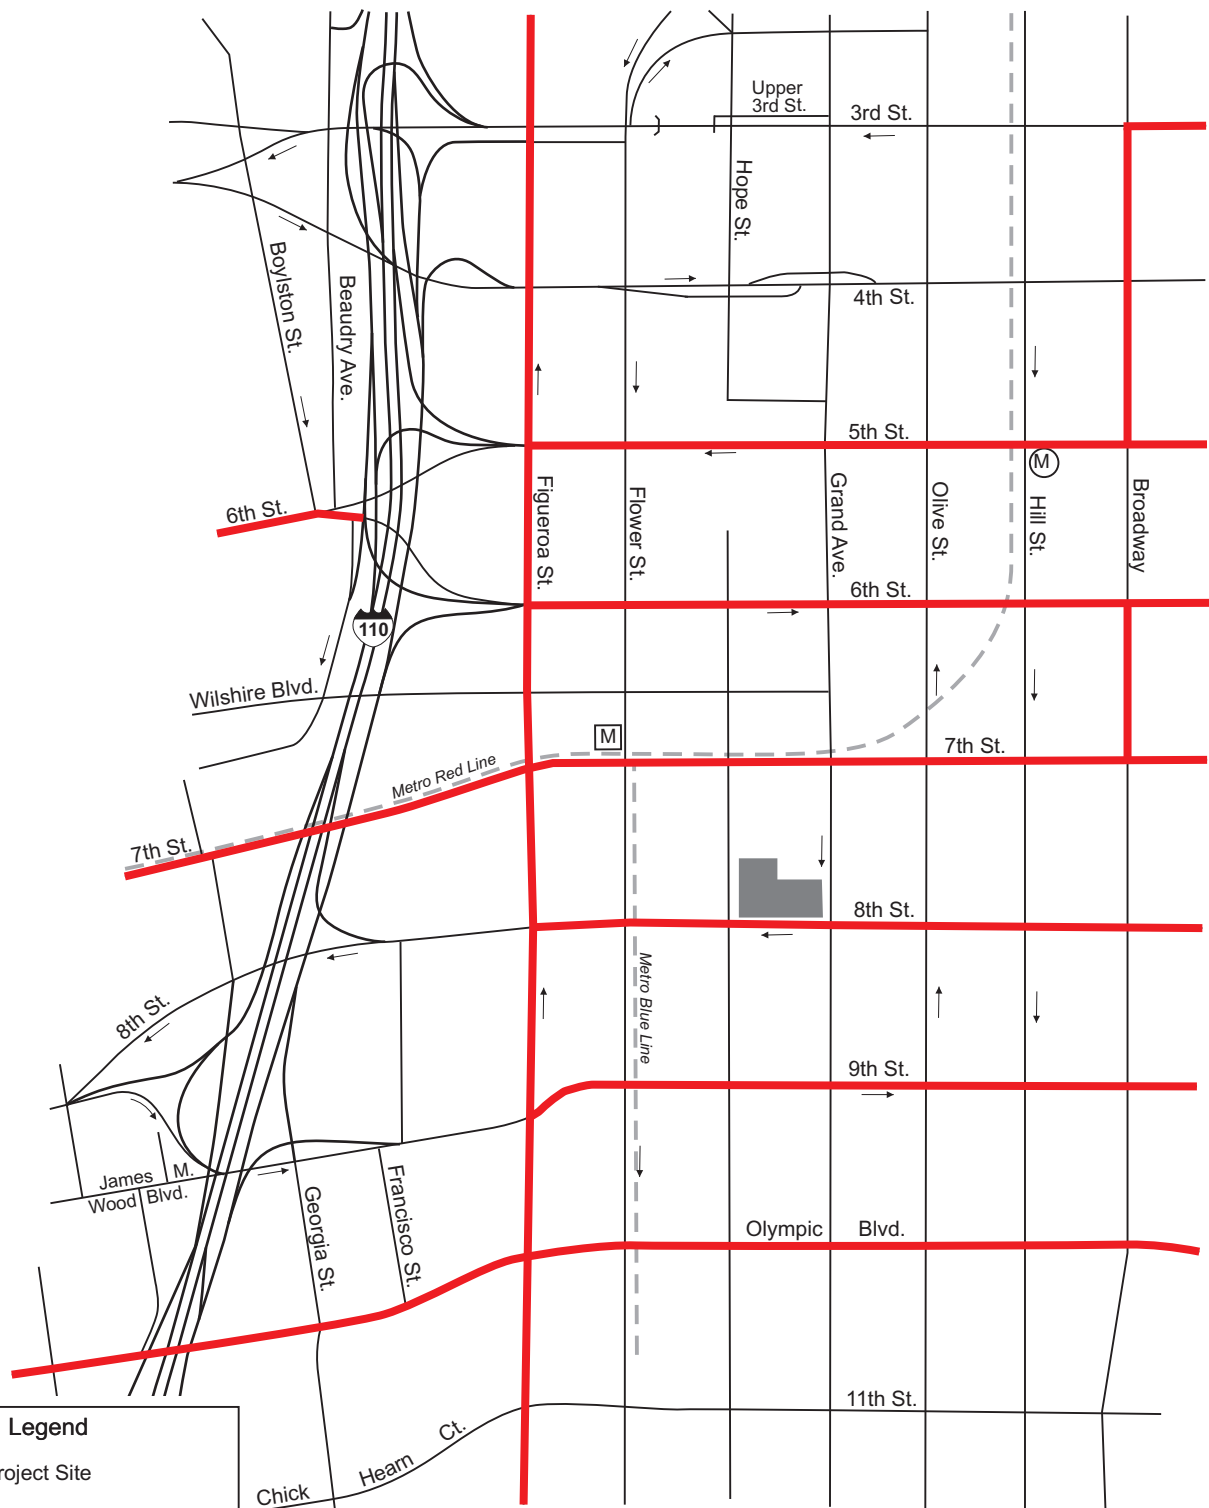 Upper
3rd St.
3rd St.
Hope St.
Boylston St.
Beaudry Ave.
4th St.
5th St.
M
6th St.
Figueroa St.
Flower St.
Grand Ave.
Olive St.
Hill St.
Broadway
6th St.
110
Wilshire Blvd.
M
7th St.
Metro Red Line
7th St.
8th St.
Metro Blue Line
8th St.
9th St.
James M.
Wood Blvd.
Georgia St.
Francisco St.
Olympic Blvd.
11th St.
Legend
roject Site
Chick Hearn Ct.